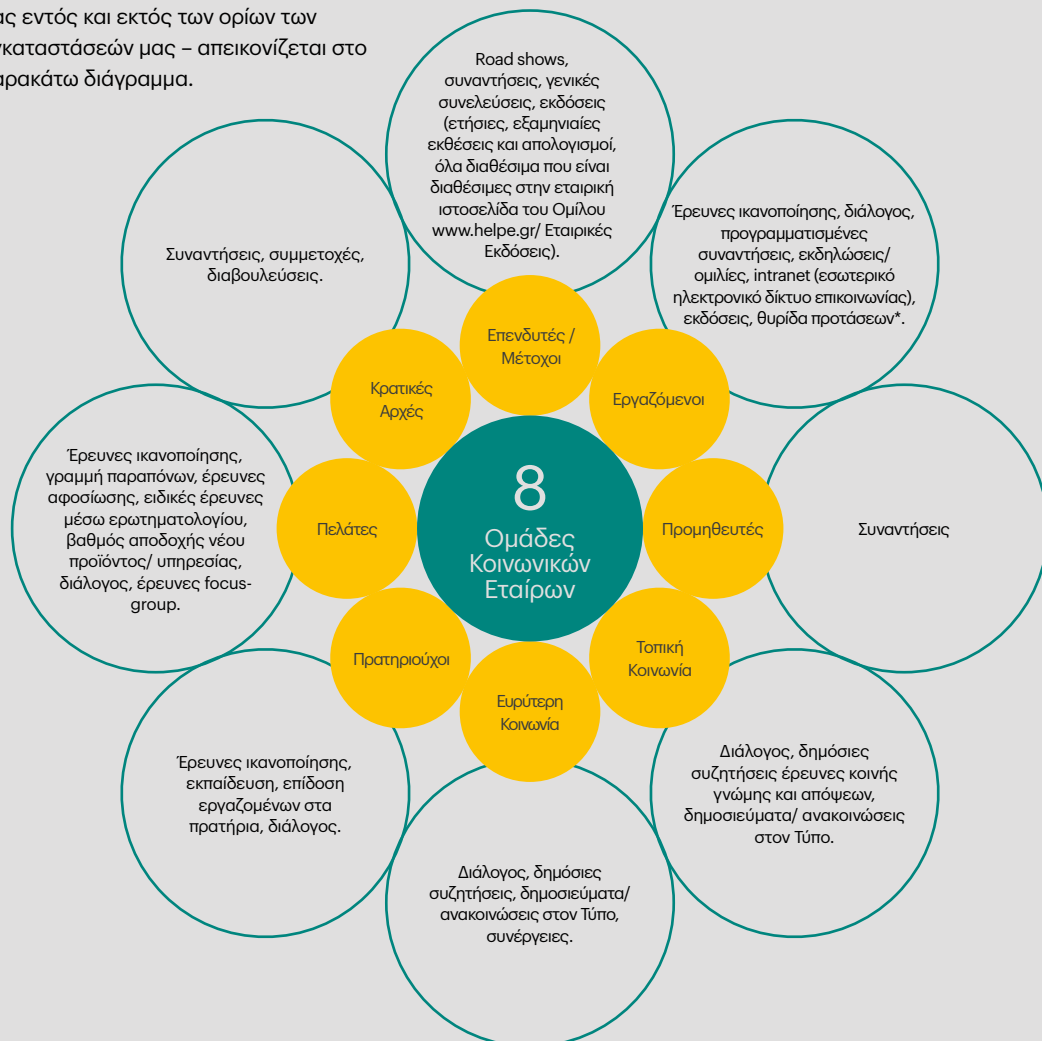 ας εντός και εκτός των ορίων των
γκαταστάσεών μας – απεικονίζεται στο
αρακάτω διάγραμμα.
Road shows,
συναντήσεις, γενικές
συνελεύσεις, εκδόσεις
(ετήσιες, εξαμηνιαίες
εκθέσεις και απολογισμοί,
όλα διαθέσιμα που είναι
διαθέσιμες στην εταιρική
ιστοσελίδα του Ομίλου
www.helpe.gr/ Εταιρικές
Εκδόσεις).
Συναντήσεις, συμμετοχές,
διαβουλεύσεις.
Έρευνες ικανοποίησης, διάλογος,
προγραμματισμένες
συναντήσεις, εκδηλώσεις/
ομιλίες, intranet (εσωτερικό
ηλεκτρονικό δίκτυο επικοινωνίας),
εκδόσεις, θυρίδα προτάσεων*.
Επενδυτές /
Μέτοχοι
Κρατικές
Αρχές
Εργαζόμενοι
Έρευνες ικανοποίησης,
γραμμή παραπόνων, έρευνες
αφοσίωσης, ειδικές έρευνες
μέσω ερωτηματολογίου,
βαθμός αποδοχής νέου
προϊόντος/ υπηρεσίας,
διάλογος, έρευνες focus-
group.
Πελάτες
8
Ομάδες
Κοινωνικών
Εταίρων
Προμηθευτές
Συναντήσεις
Πρατηριούχοι
Τοπική
Κοινωνία
Ευρύτερη
Κοινωνία
Έρευνες ικανοποίησης,
εκπαίδευση, επίδοση
εργαζομένων στα
πρατήρια, διάλογος.
Διάλογος, δημόσιες
συζητήσεις έρευνες κοινής
γνώμης και απόψεων,
δημοσιεύματα/ ανακοινώσεις
στον Τύπο.
Διάλογος, δημόσιες
συζητήσεις, δημοσιεύματα/
ανακοινώσεις στον Τύπο,
συνέργειες.